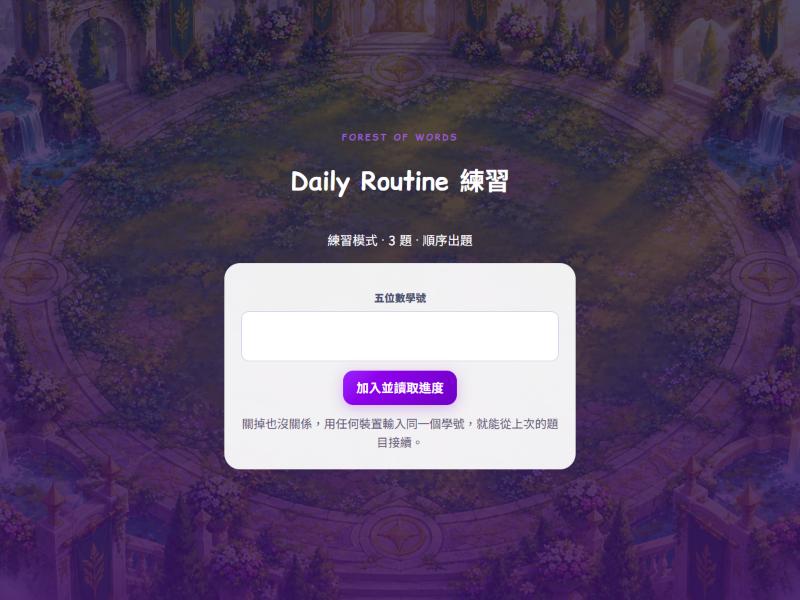 FOREST OF WORDS
Daily Routine 練習
練習模式 · 3 題 · 順序出題
五位數學號
加入並讀取進度
關掉也沒關係，用任何裝置輸入同一個學號，就能從上次的題
目接續。